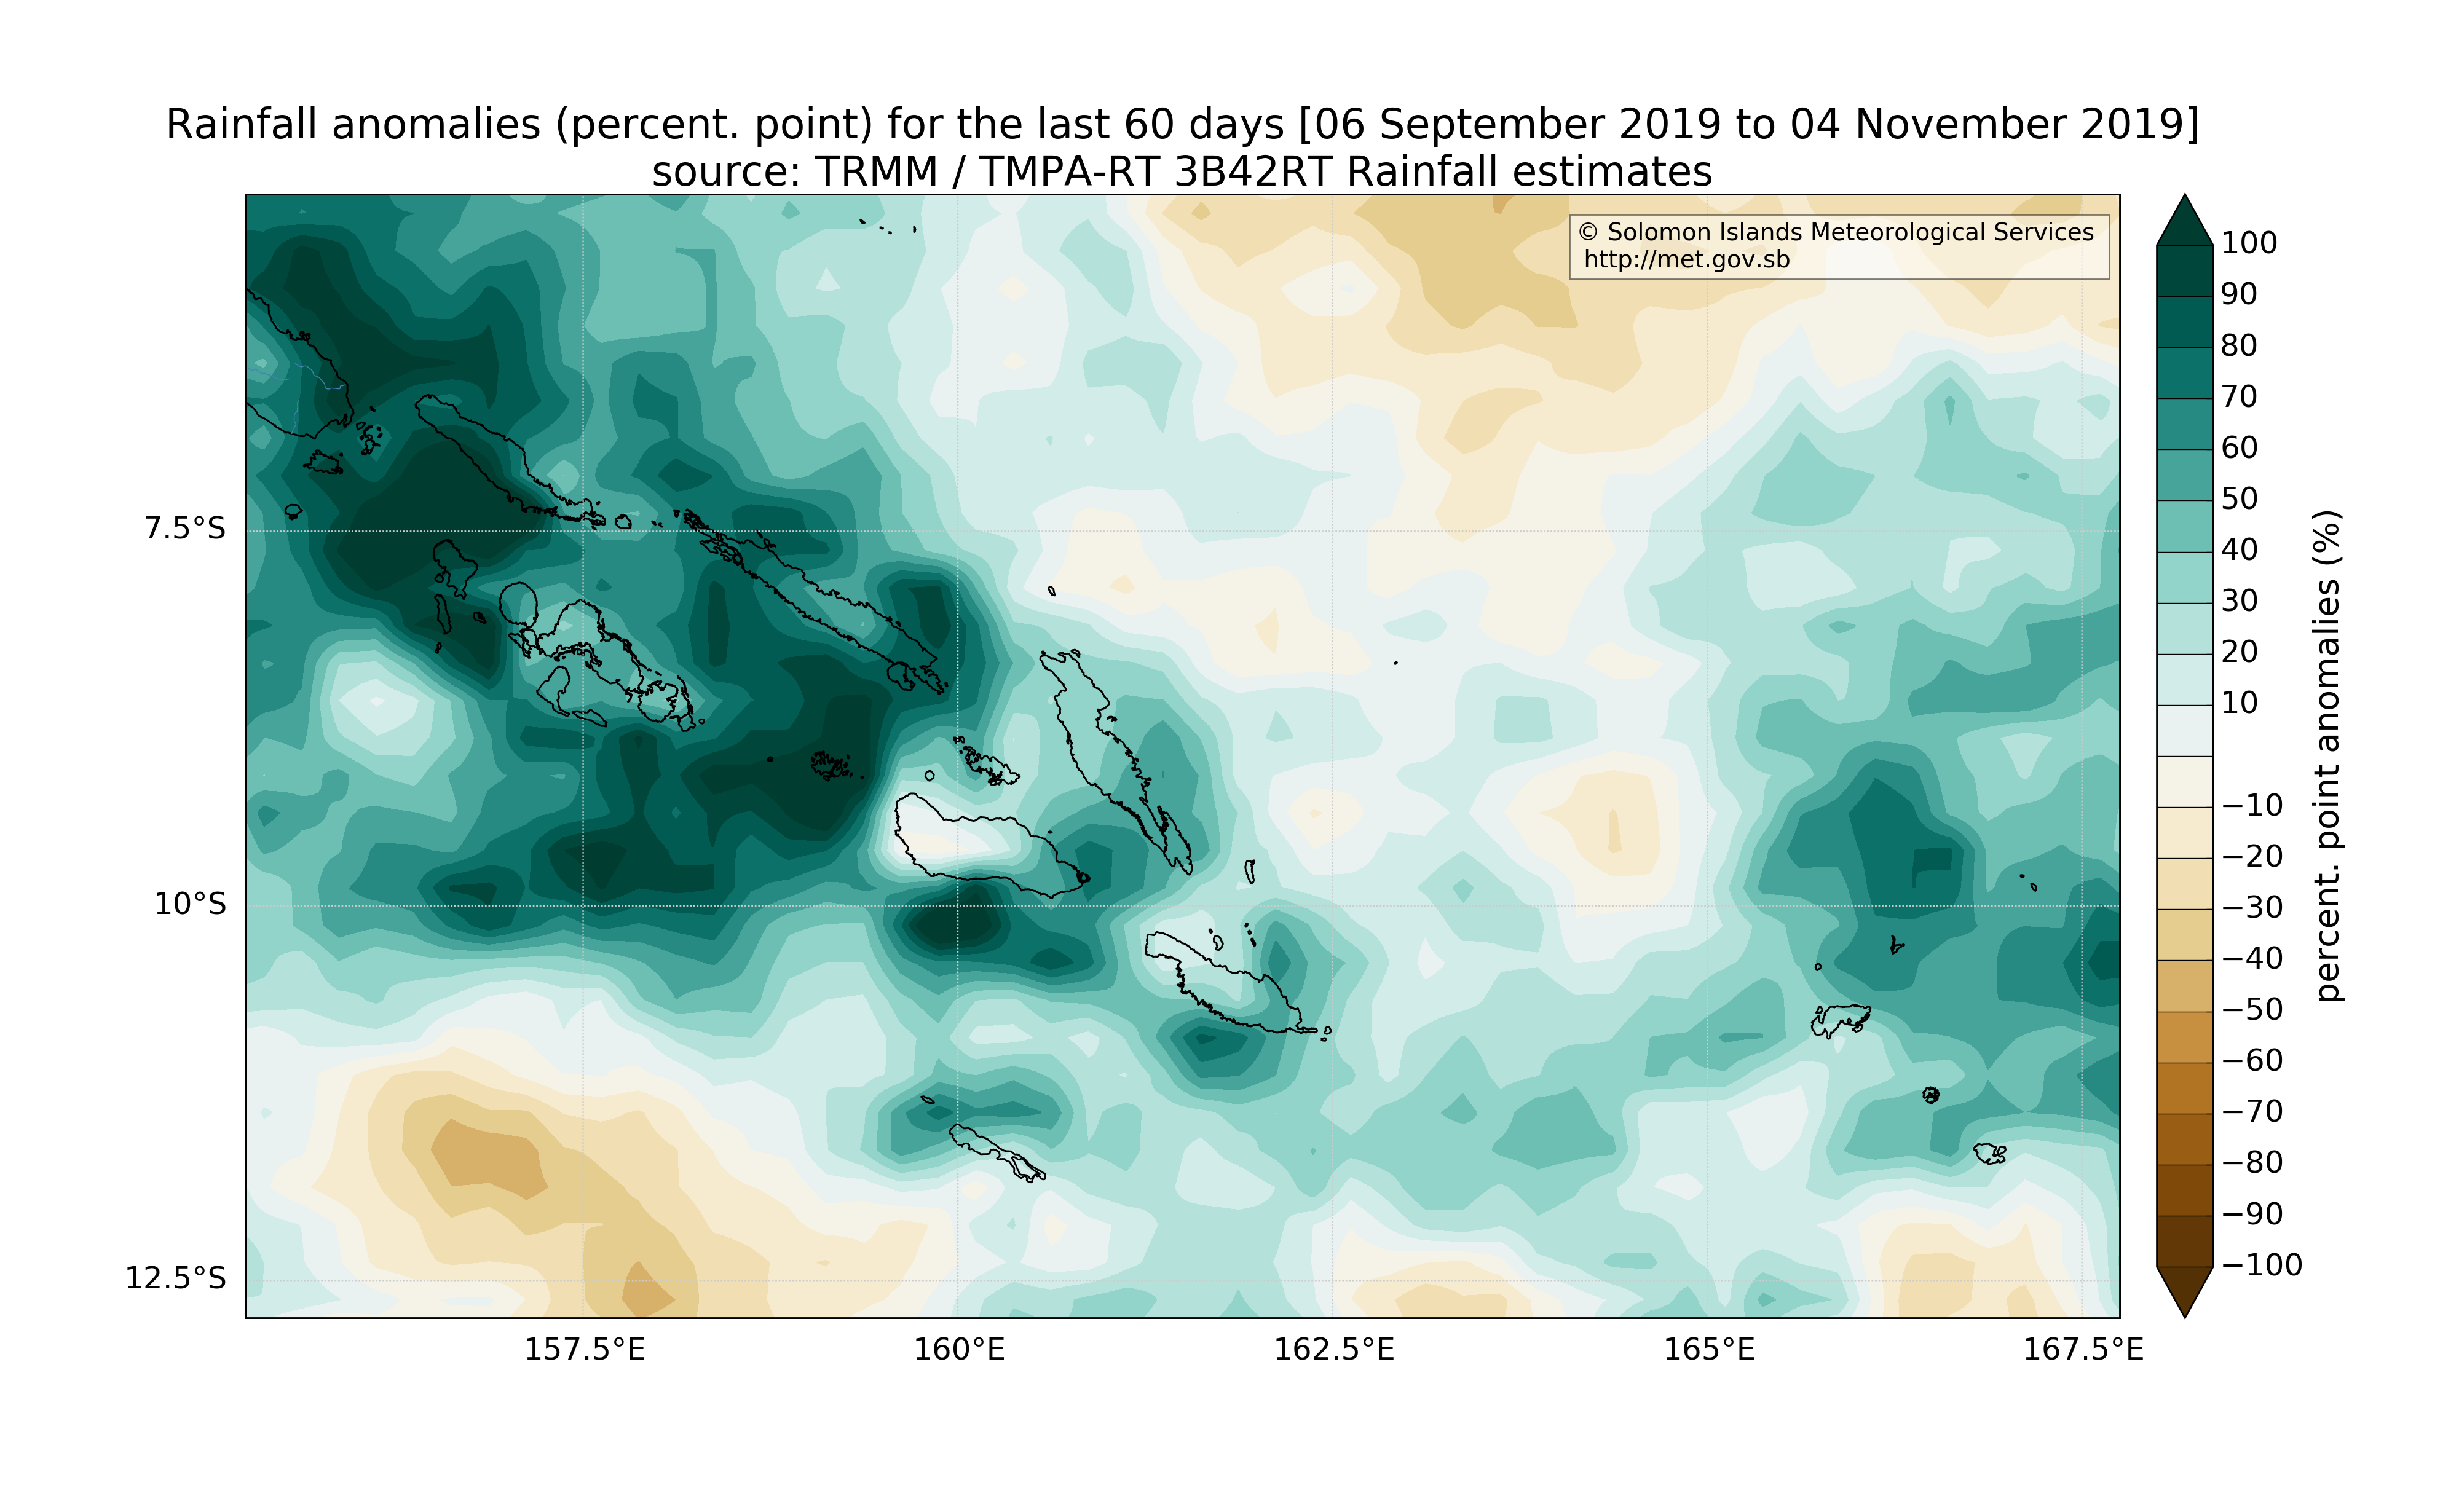 Rainfall anomalies (percent. point) for the last 60 days [06 September 2019 to 04 November 2019]
source: TRMM / TMPA-RT 3B42RT Rainfall estimates
© Solomon Islands Meteorological Services
http://met.gov.sb
7.5°S
10°S
12.5°S
157.5°E
160°E
162.5°E
165°E
167.5°E
100
90
80
70
60
50
40
30
20
10
−10
−20
−30
−40
−50
−60
−70
−80
−90
−100
percent. point anomalies (%)